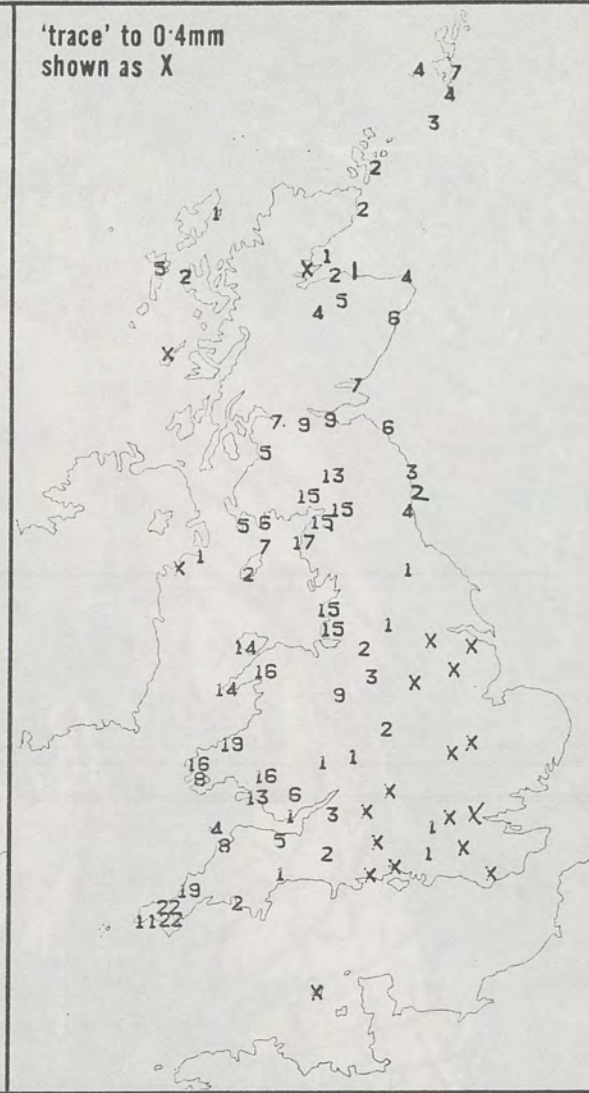 'trace' to 0·4mm
shown as X
4 7
4
3
2
1 2
1
5 2 X 2 1 4
5
4 6
X
7
7. 9 9 6
5
13 3
15 2
15 4
5 6 15
7 17
1
X 2 1
15
15 1
14 2 X X
16 3 X
14 9 X
2
19 X
16 1 1 X
8 16
13 6 X
1 3 X X X
4 1
8 5 X X
2 1
1 X X X
19
22 2
11 22
X